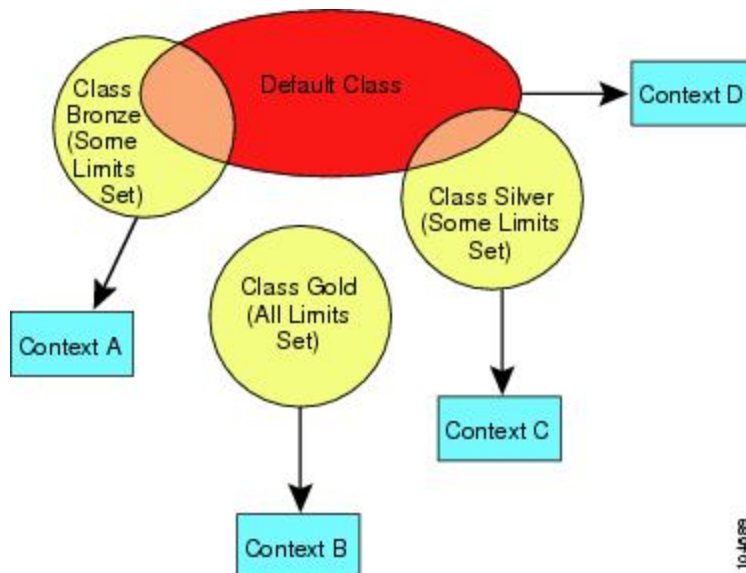 Default Class
Class
Bronze
(Some
Limits
Set)
Context D
Class Silver
(Some Limits
Set)
Class Gold
(All Limits
Set)
Context A
Context C
Context B